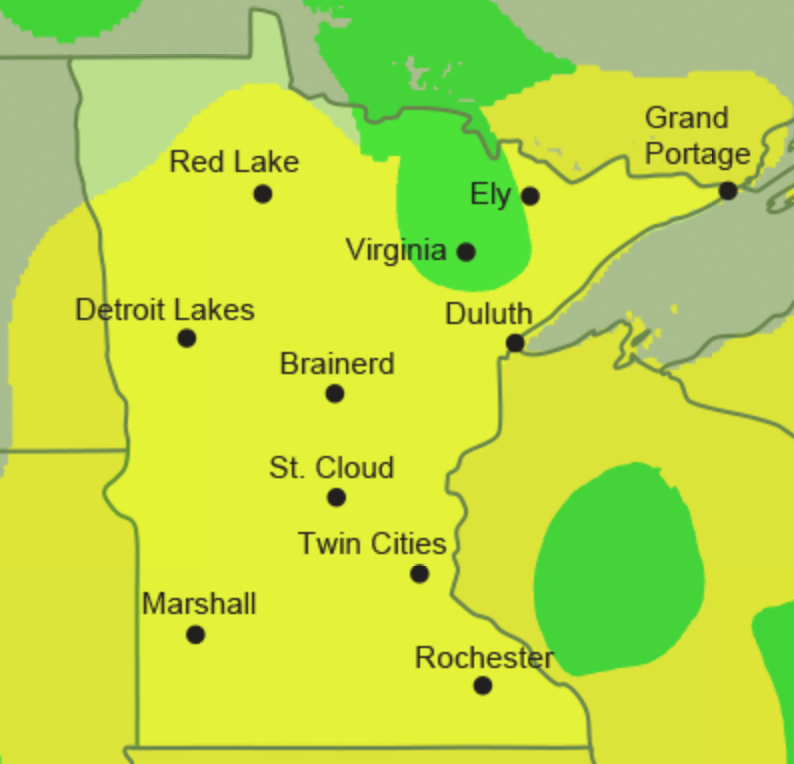 Grand
Portage
Red Lake
Ely
Virginia
Detroit Lakes
Duluth
Brainerd
St. Cloud
Twin Cities
Marshall
Rochester